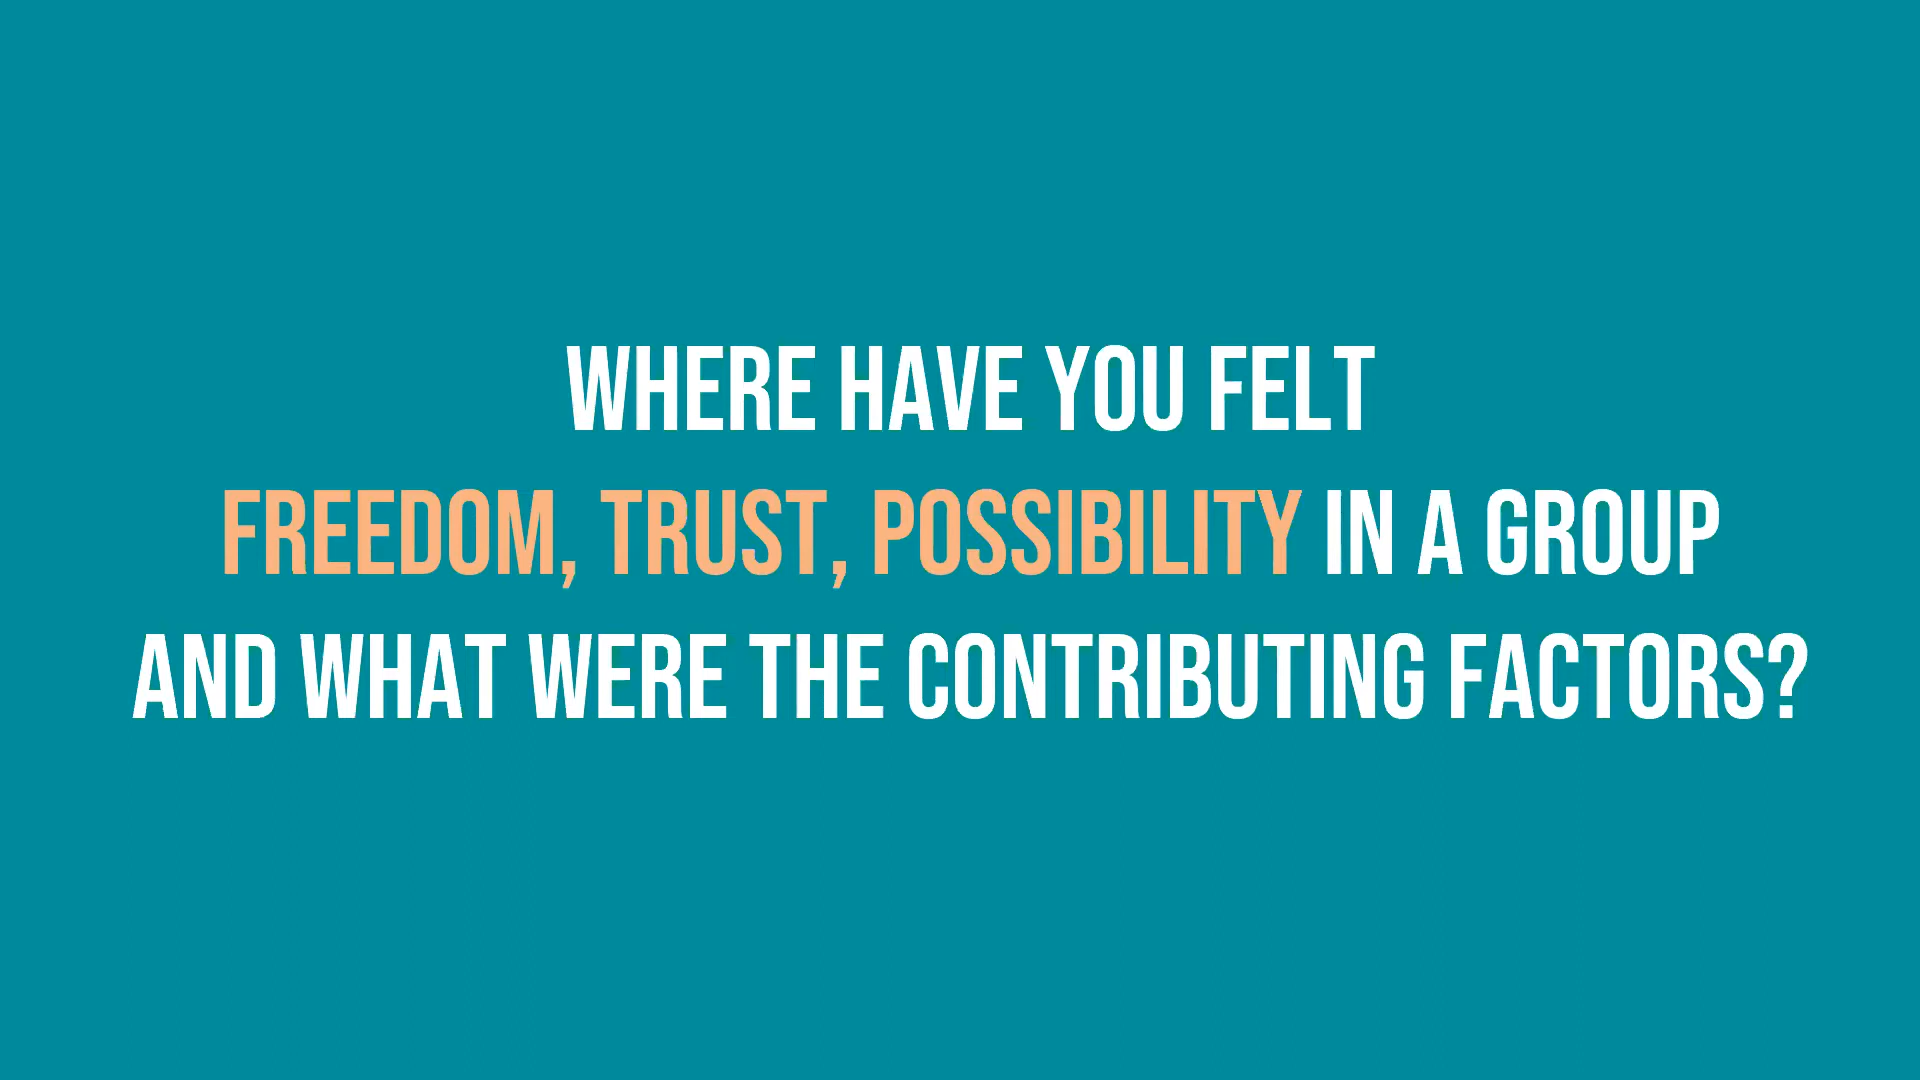 WHERE HAVE YOU FELT
FREEDOM, TRUST, POSSIBILITY IN A GROUP
AND WHAT WERE THE CONTRIBUTING FACTORS?